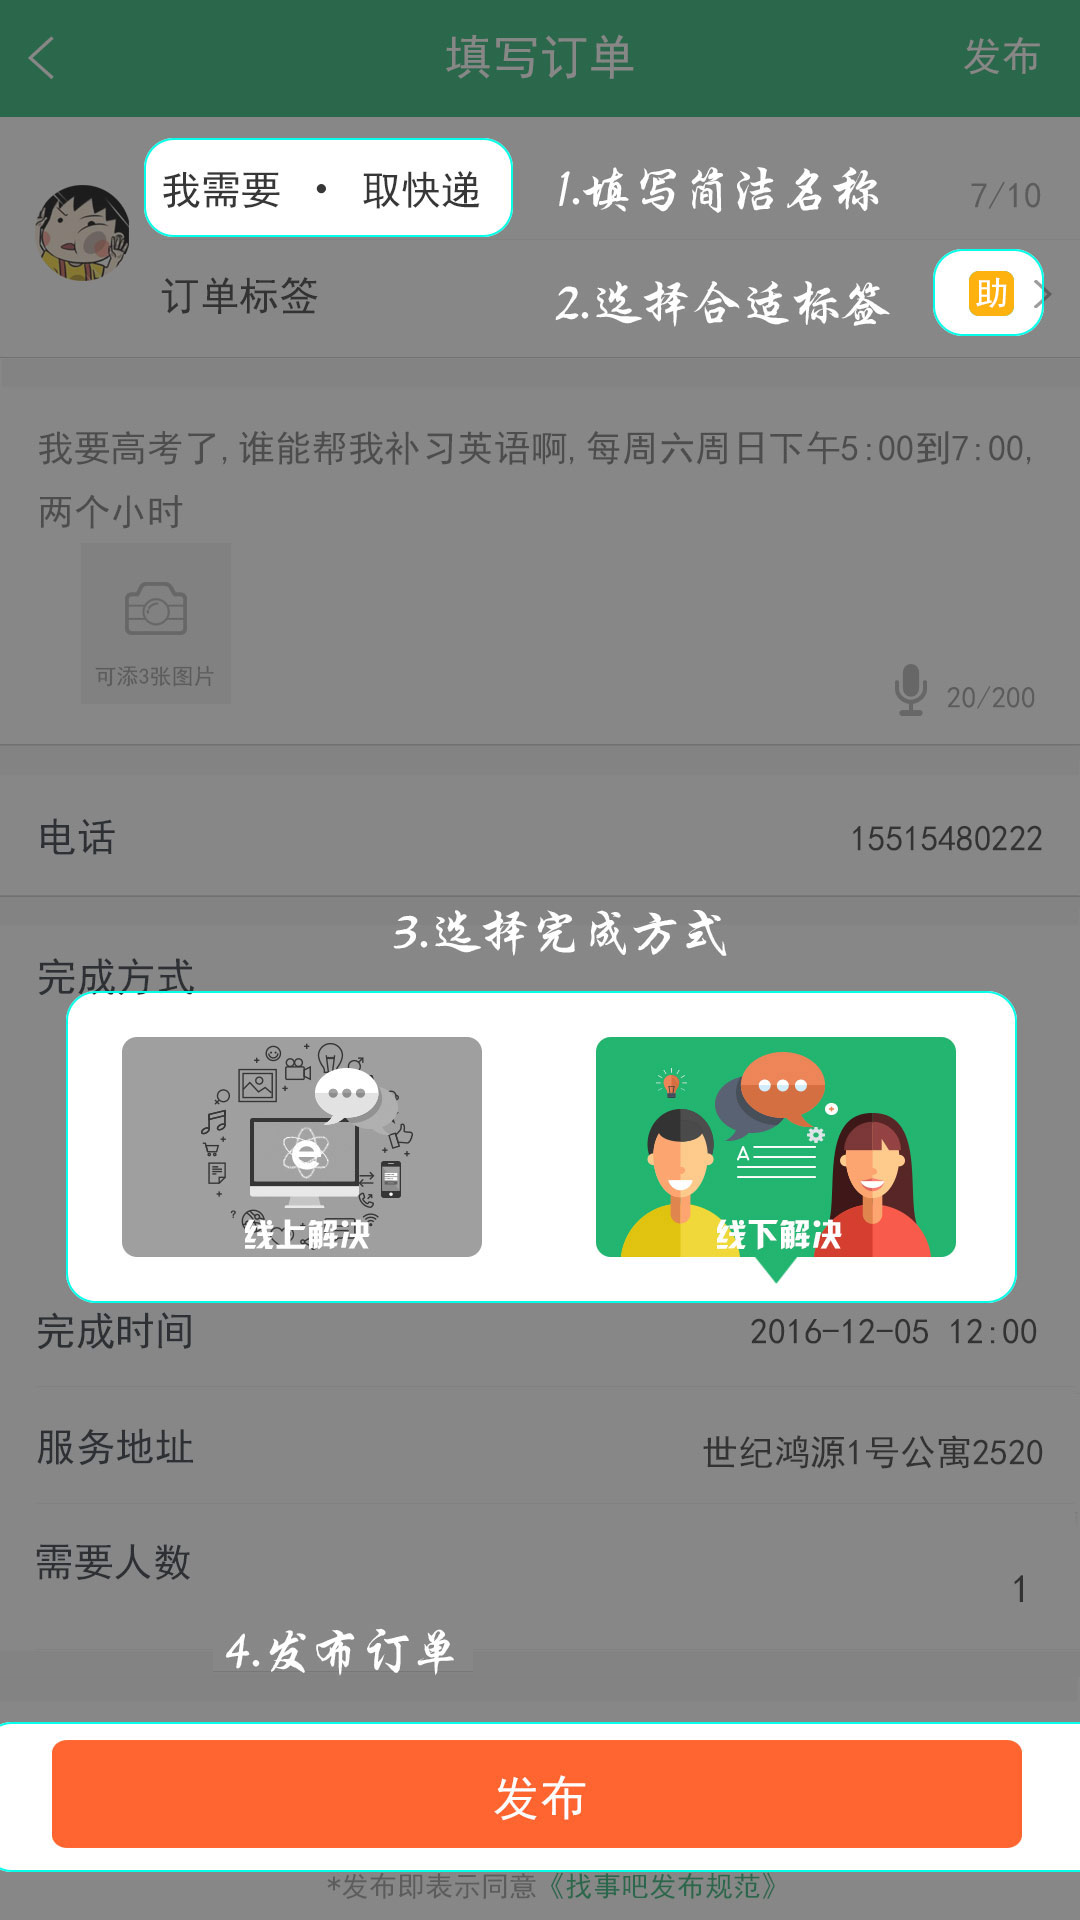 填写订单 发布
我需要 · 取快递 1.填写简洁名称 7/10
订单标签 2.选择合适标签 助
我要高考了,谁能帮我补习英语啊,每周六周日下午5:00到7:00,
两个小时
可添3张图片
20/200
电话 15515480222
3.选择完成方式
完成方式
线上解决 线下解决
完成时间 2016-12-05 12:00
服务地址 世纪鸿源1号公寓2520
需要人数 1
4.发布订单
发布
*发布即表示同意《找事吧发布规范》